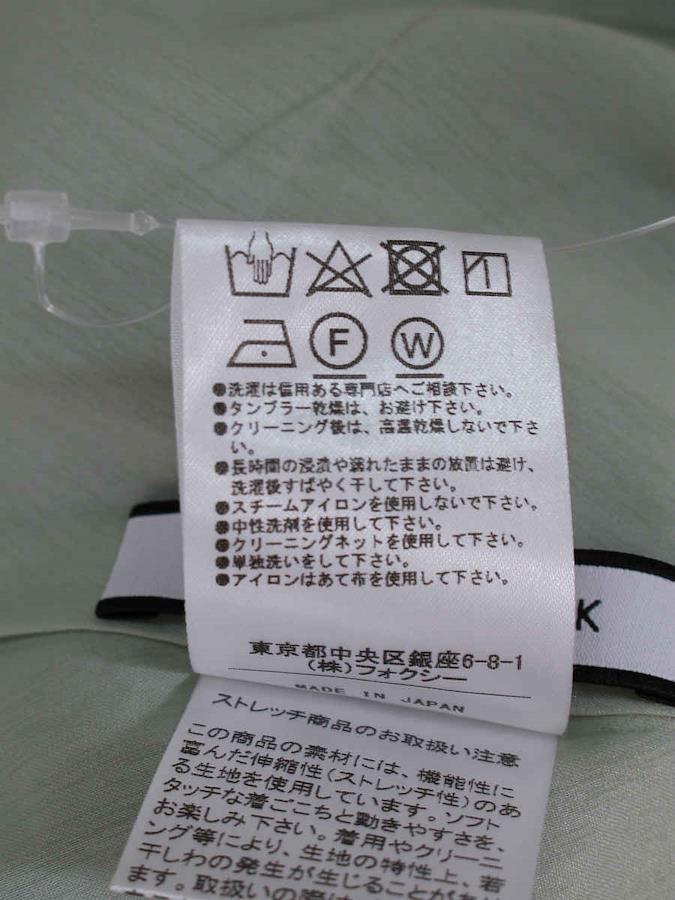 F W
●洗濯は信用ある専門店へご相談下さい。
●タンブラー乾燥は、お避け下さい。
●クリーニング後は、高温乾燥しないで下さ
い。
●長時間の浸漬や濡れたままの放置は避け、
洗濯後すばやく干して下さい。
●スチームアイロンを使用しないで下さい。
●中性洗剤を使用して下さい。
●クリーニングネットを使用して下さい。
●単独洗いをして下さい。
●アイロンはあて布を使用して下さい。
K
東京都中央区銀座6-8-1
(株)フォクシー
MADE IN JAPAN
ストレッチ商品のお取扱い注意
この商品の素材には、機能性に
富んだ伸縮性(ストレッチ性)のあ
る生地を使用しています。ソフト
タッチな着ごこちと動きやすさを、
お楽しみ下さい。着用やクリーニ
ング等により、生地の特性上、若
干しわの発生が生じることがあり
ます。取扱いの際は